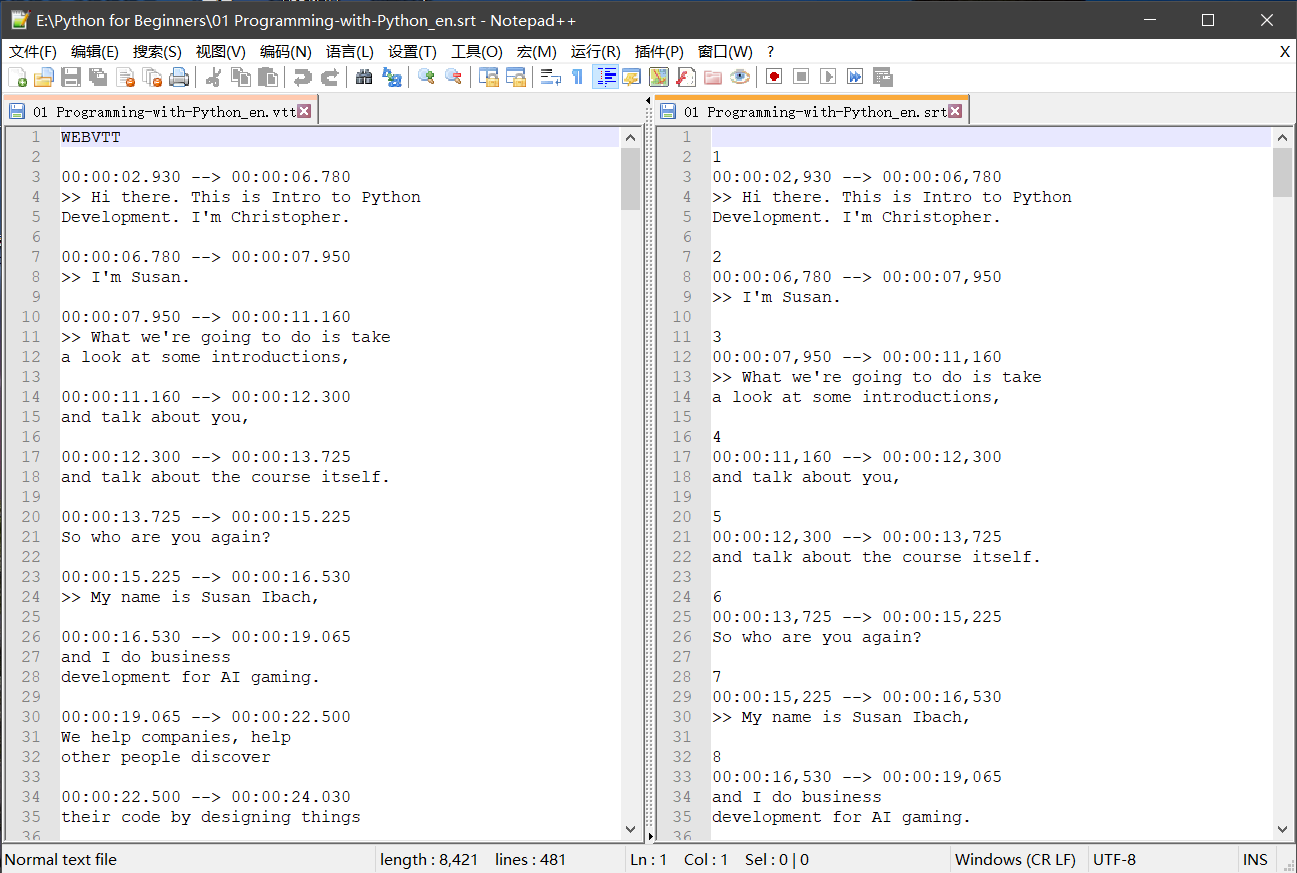 E:\Python for Beginners\01 Programming-with-Python_en.srt - Notepad++
文件(F) 编辑(E) 搜索(S) 视图(V) 编码(N) 语言(L) 设置(T) 工具(O) 宏(M) 运行(R) 插件(P) 窗口(W) ? X
01 Programming-with-Python_en.vtt
1 WEBVTT
2
3 00:00:02.930 --> 00:00:06.780
4 >> Hi there. This is Intro to Python
5 Development. I'm Christopher.
6
7 00:00:06.780 --> 00:00:07.950
8 >> I'm Susan.
9
10 00:00:07.950 --> 00:00:11.160
11 >> What we're going to do is take
12 a look at some introductions,
13
14 00:00:11.160 --> 00:00:12.300
15 and talk about you,
16
17 00:00:12.300 --> 00:00:13.725
18 and talk about the course itself.
19
20 00:00:13.725 --> 00:00:15.225
21 So who are you again?
22
23 00:00:15.225 --> 00:00:16.530
24 >> My name is Susan Ibach,
25
26 00:00:16.530 --> 00:00:19.065
27 and I do business
28 development for AI gaming.
29
30 00:00:19.065 --> 00:00:22.500
31 We help companies, help
32 other people discover
33
34 00:00:22.500 --> 00:00:24.030
35 their code by designing things
36
01 Programming-with-Python_en.srt
1
2 1
3 00:00:02,930 --> 00:00:06,780
4 >> Hi there. This is Intro to Python
5 Development. I'm Christopher.
6
7 2
8 00:00:06,780 --> 00:00:07,950
9 >> I'm Susan.
10
11 3
12 00:00:07,950 --> 00:00:11,160
13 >> What we're going to do is take
14 a look at some introductions,
15
16 4
17 00:00:11,160 --> 00:00:12,300
18 and talk about you,
19
20 5
21 00:00:12,300 --> 00:00:13,725
22 and talk about the course itself.
23
24 6
25 00:00:13,725 --> 00:00:15,225
26 So who are you again?
27
28 7
29 00:00:15,225 --> 00:00:16,530
30 >> My name is Susan Ibach,
31
32 8
33 00:00:16,530 --> 00:00:19,065
34 and I do business
35 development for AI gaming.
36
Normal text file length : 8,421 lines : 481 Ln : 1 Col : 1 Sel : 0 | 0 Windows (CR LF) UTF-8 INS